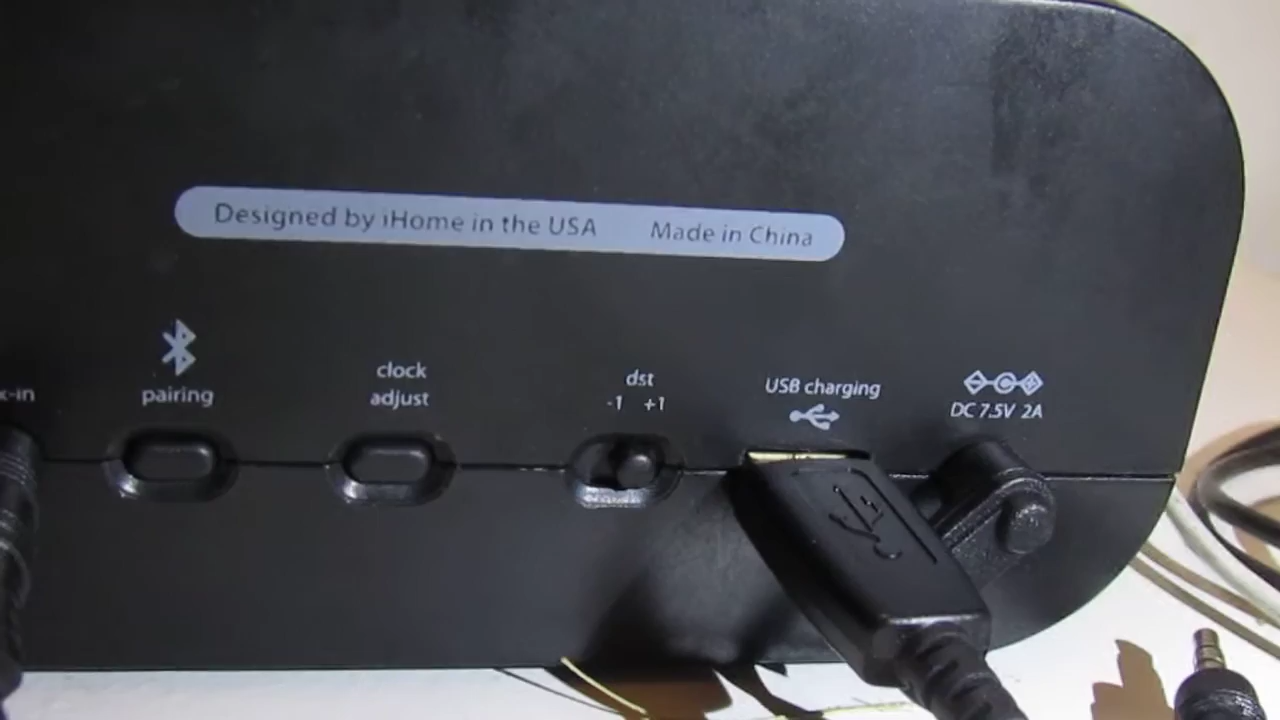 Designed by iHome in the USA Made in China
pairing
clock
adjust
dst
-1 +1
USB charging
DC 7.5V 2A
x-in